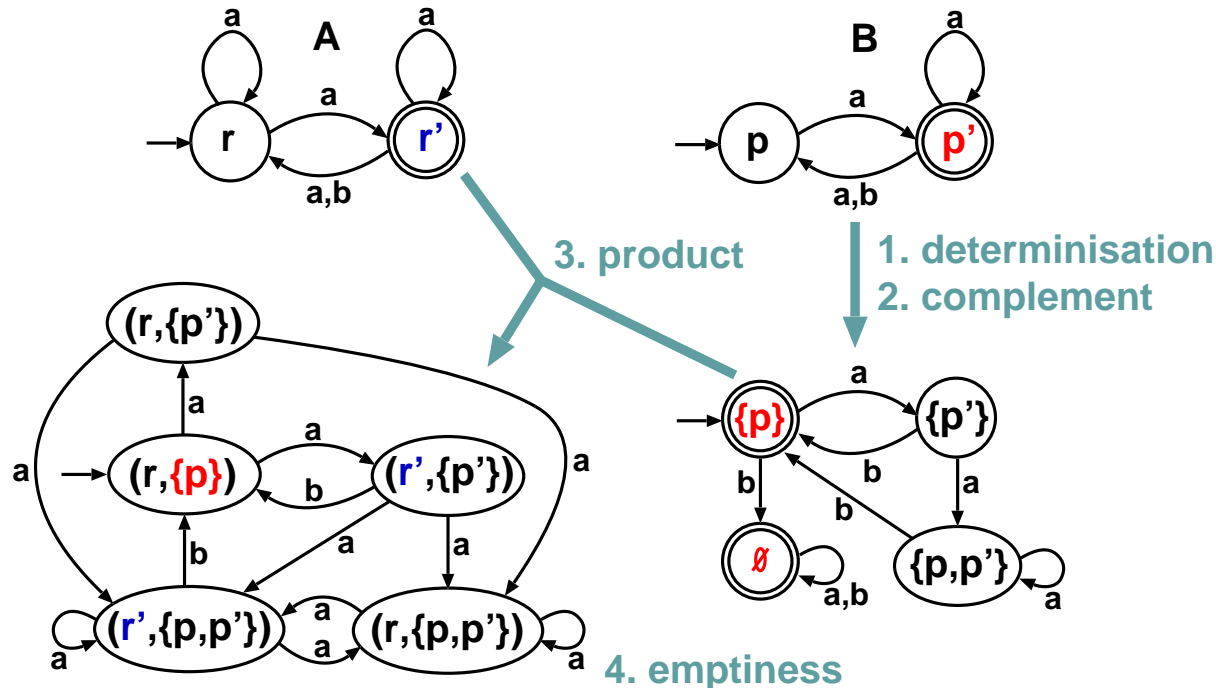 a
a
a
A
B
a
a
r
r’
p
p’
a,b
a,b
3. product
1. determinisation
2. complement
(r,{p’})
a
{p}
{p’}
a
a
(r,{p})
(r’,{p’})
a
a
b
b
a
b
b
b
a
a
∅
a,b
{p,p’}
a
(r’,{p,p’})
a
(r,{p,p’})
a
a
a
4. emptiness